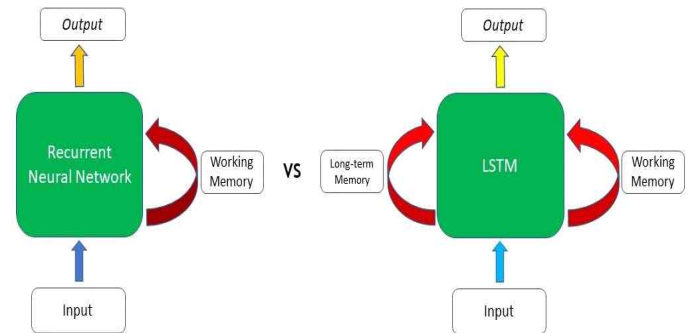 Output
Recurrent
Neural Network
Working
Memory
Input
VS
Output
Long-term
Memory
LSTM
Working
Memory
Input